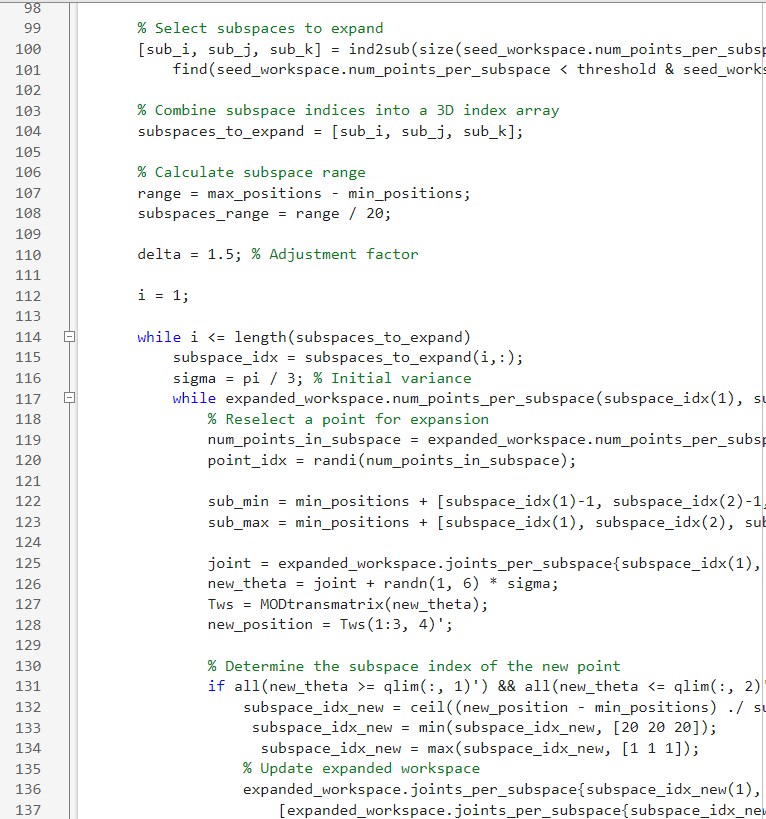 98
99 % Select subspaces to expand
100 [sub_i, sub_j, sub_k] = ind2sub(size(seed_workspace.num_points_per_subsp
101 find(seed_workspace.num_points_per_subspace < threshold & seed_works
102
103 % Combine subspace indices into a 3D index array
104 subspaces_to_expand = [sub_i, sub_j, sub_k];
105
106 % Calculate subspace range
107 range = max_positions - min_positions;
108 subspaces_range = range / 20;
109
110 delta = 1.5; % Adjustment factor
111
112 i = 1;
113
114 while i <= length(subspaces_to_expand)
115 subspace_idx = subspaces_to_expand(i,:);
116 sigma = pi / 3; % Initial variance
117 while expanded_workspace.num_points_per_subspace(subspace_idx(1), su
118 % Reselect a point for expansion
119 num_points_in_subspace = expanded_workspace.num_points_per_subsp
120 point_idx = randi(num_points_in_subspace);
121
122 sub_min = min_positions + [subspace_idx(1)-1, subspace_idx(2)-1,
123 sub_max = min_positions + [subspace_idx(1), subspace_idx(2), sub
124
125 joint = expanded_workspace.joints_per_subspace{subspace_idx(1),
126 new_theta = joint + randn(1, 6) * sigma;
127 Tws = MODtransmatrix(new_theta);
128 new_position = Tws(1:3, 4)';
129
130 % Determine the subspace index of the new point
131 if all(new_theta >= qlim(:, 1)') && all(new_theta <= qlim(:, 2)'
132 subspace_idx_new = ceil((new_position - min_positions) ./ su
133 subspace_idx_new = min(subspace_idx_new, [20 20 20]);
134 subspace_idx_new = max(subspace_idx_new, [1 1 1]);
135 % Update expanded workspace
136 expanded_workspace.joints_per_subspace{subspace_idx_new(1),
137 [expanded_workspace.joints_per_subspace{subspace_idx_new